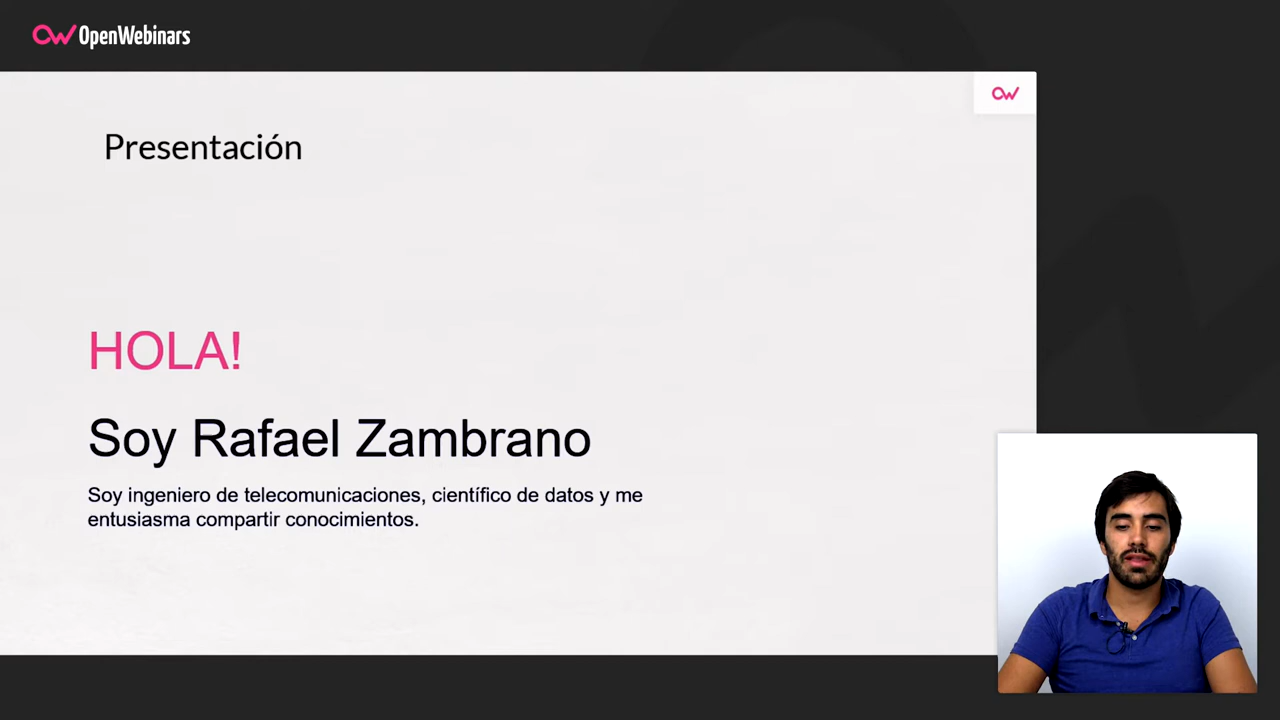 OpenWebinars
Presentación
HOLA!
Soy Rafael Zambrano
Soy ingeniero de telecomunicaciones, científico de datos y me
entusiasma compartir conocimientos.